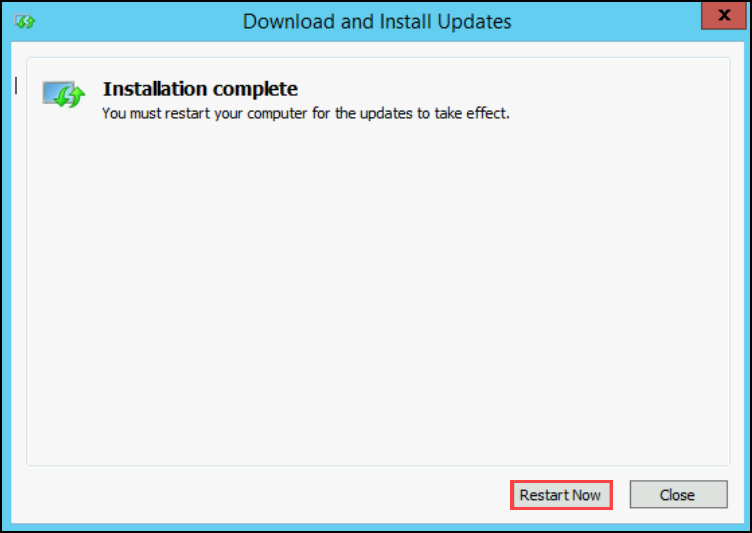 Download and Install Updates
x
Installation complete
You must restart your computer for the updates to take effect.
Restart Now
Close